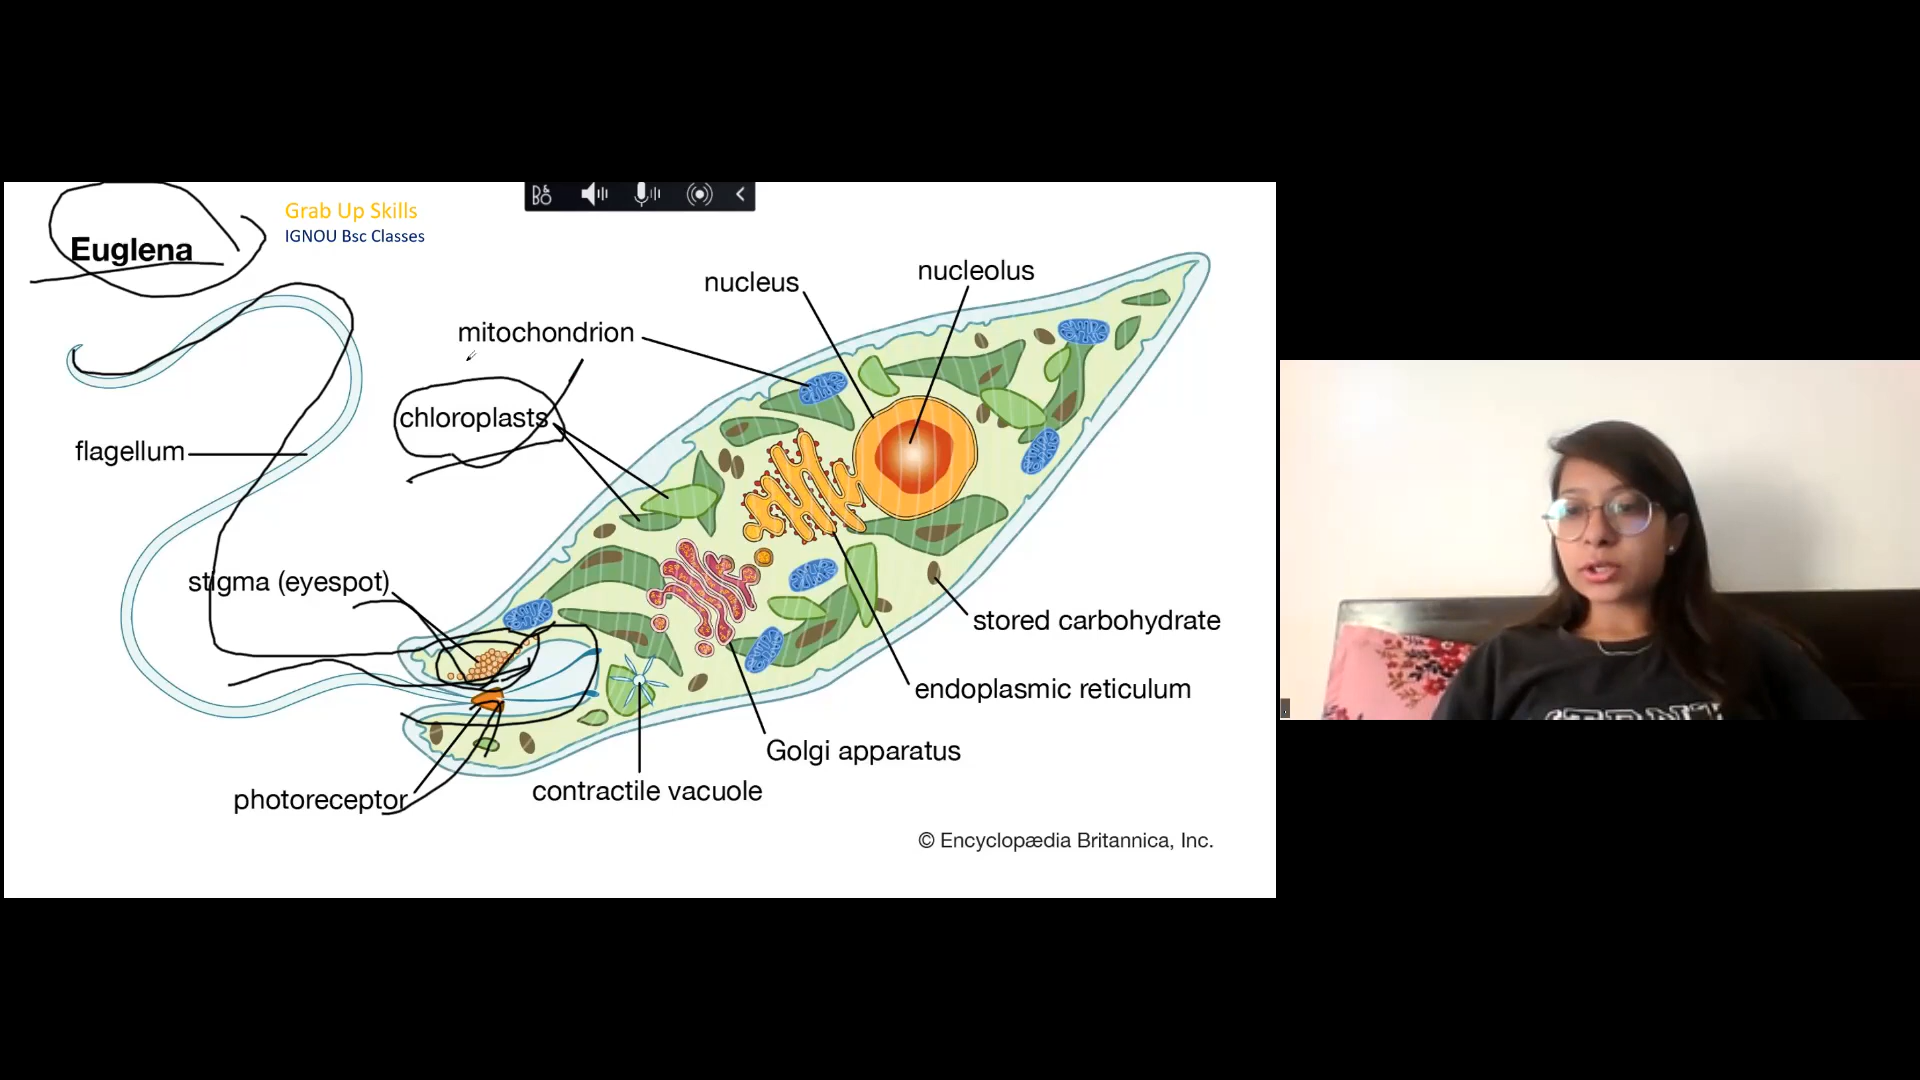 Grab Up Skills
IGNOU Bsc Classes
Euglena
nucleus
nucleolus
mitochondrion
chloroplasts
flagellum
stigma (eyespot)
stored carbohydrate
endoplasmic reticulum
Golgi apparatus
contractile vacuole
photoreceptor
© Encyclopædia Britannica, Inc.